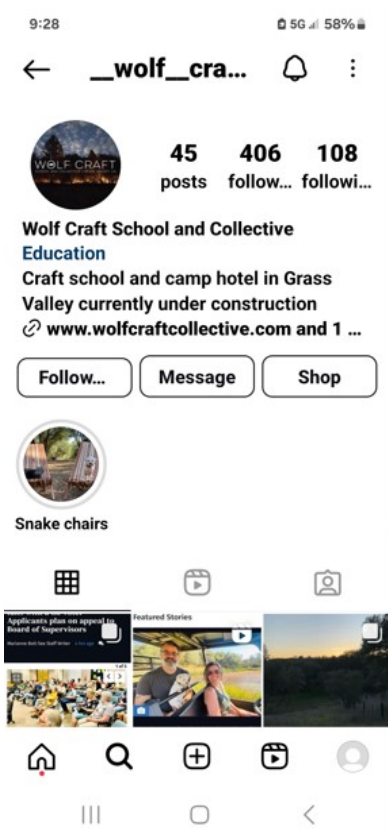 9:28 5G 58%
__wolf__cra...
WOLF CRAFT
45 406 108
posts follow... followi...
Wolf Craft School and Collective
Education
Craft school and camp hotel in Grass
Valley currently under construction
www.wolfcraftcollective.com and 1 ...
Follow... Message Shop
Snake chairs
Applicants plan on appeal to
Board of Supervisors
Featured Stories